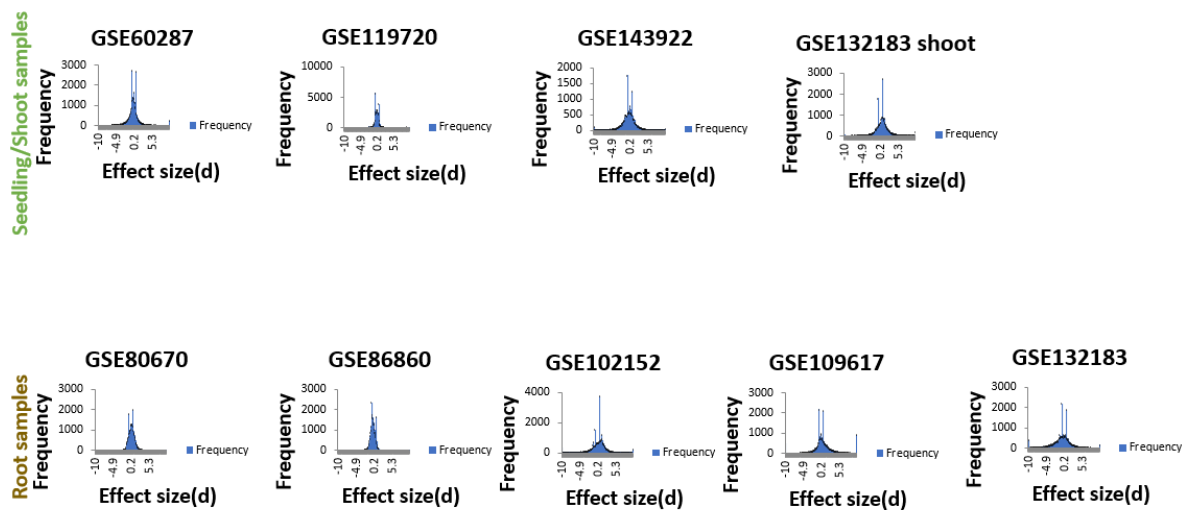 Seedling/Shoot samples
GSE60287
Frequency
3000
2000
1000
0
-10
-4.9
0.2
5.3
Effect size(d)
Frequency
GSE119720
Frequency
10000
5000
0
-10
-4.9
0.2
5.3
Effect size(d)
Frequency
GSE143922
Frequency
2000
1500
1000
500
0
-10
-4.9
0.2
5.3
Effect size(d)
Frequency
GSE132183 shoot
Frequency
3000
2000
1000
0
-10
-4.9
0.2
5.3
Effect size(d)
Frequency
Root samples
GSE80670
Frequency
3000
2000
1000
0
-10
-4.9
0.2
5.3
Effect size(d)
Frequency
GSE86860
Frequency
3000
2000
1000
0
-10
-4.9
0.2
5.3
Effect size(d)
Frequency
GSE102152
Frequency
4000
2000
0
-10
-4.9
0.2
5.3
Effect size(d)
Frequency
GSE109617
Frequency
3000
2000
1000
0
-10
-4.9
0.2
5.3
Effect size(d)
Frequency
GSE132183
Frequency
3000
2000
1000
0
-10
-4.9
0.2
5.3
Effect size(d)
Frequency